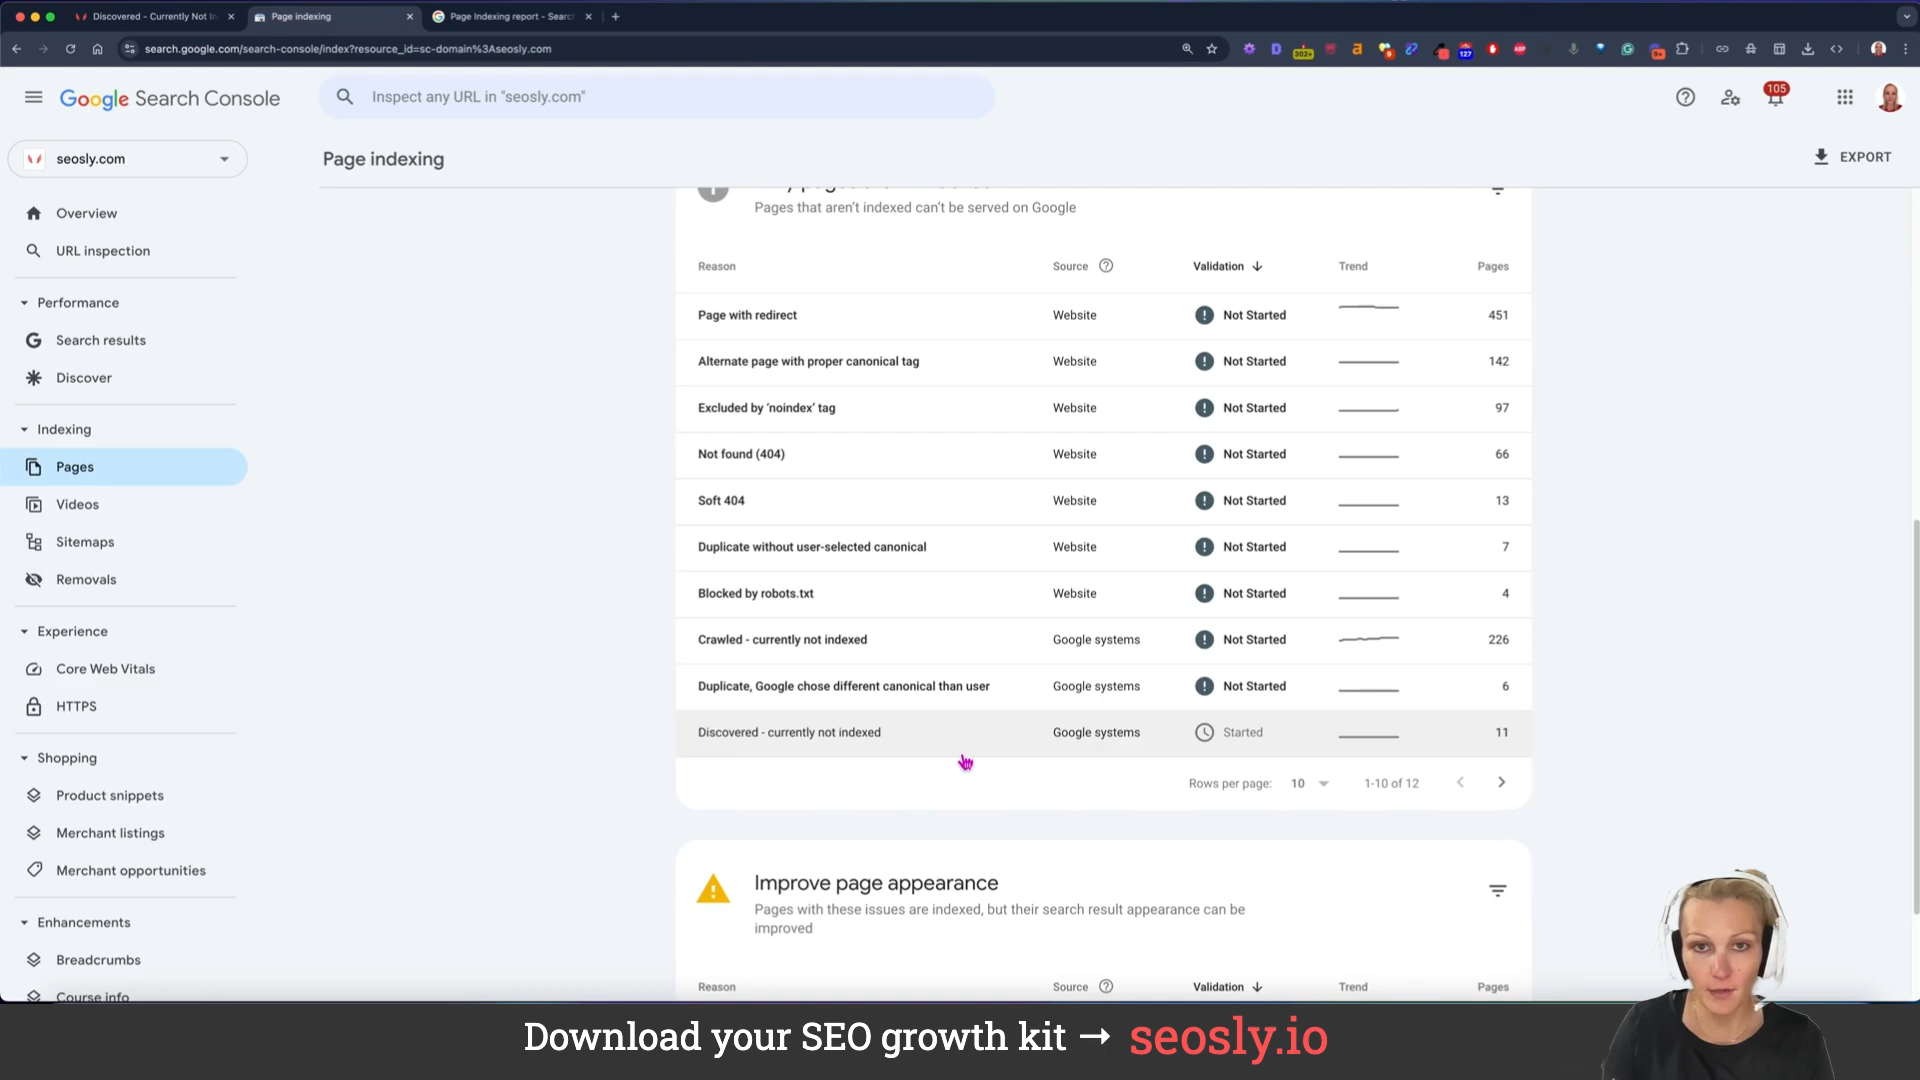 Discovered - Currently Not In
Page indexing
Page Indexing report - Searc
search.google.com/search-console/index?resource_id=sc-domain%3Aseosly.com
Google Search Console
Inspect any URL in "seosly.com"
105
seosly.com
Page indexing
EXPORT
Overview
URL inspection
Performance
Search results
Discover
Indexing
Pages
Videos
Sitemaps
Removals
Experience
Core Web Vitals
HTTPS
Shopping
Product snippets
Merchant listings
Merchant opportunities
Enhancements
Breadcrumbs
Course info
Pages that aren't indexed can't be served on Google
Reason Source Validation Trend Pages
Page with redirect Website Not Started 451
Alternate page with proper canonical tag Website Not Started 142
Excluded by ‘noindex’ tag Website Not Started 97
Not found (404) Website Not Started 66
Soft 404 Website Not Started 13
Duplicate without user-selected canonical Website Not Started 7
Blocked by robots.txt Website Not Started 4
Crawled - currently not indexed Google systems Not Started 226
Duplicate, Google chose different canonical than user Google systems Not Started 6
Discovered - currently not indexed Google systems Started 11
Rows per page: 10 1-10 of 12
Improve page appearance
Pages with these issues are indexed, but their search result appearance can be
improved
Reason Source Validation Trend Pages
Download your SEO growth kit → seosly.io